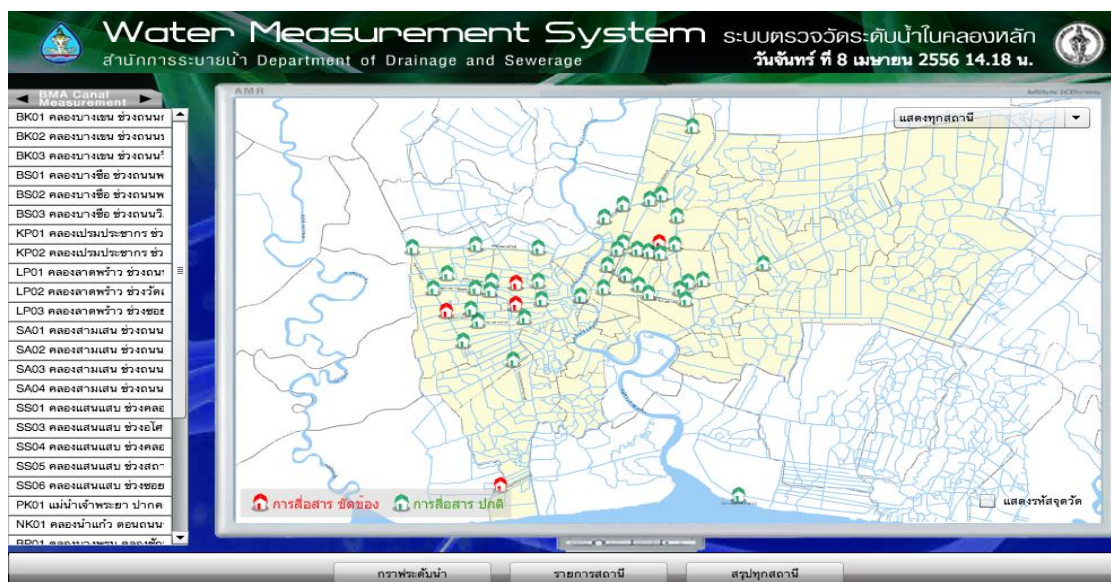 Water Measurement System
ระบบตรวจวัดระดับน้ำในคลองหลัก
สำนักการระบายน้ำ Department of Drainage and Sewerage
วันจันทร์ ที่ 8 เมษายน 2556 14.18 น.
BMA Canal
Measurement
AMR
แสดงทุกสถานี
BK01 คลองบางเขน ช่วงถนน
BK02 คลองบางเขน ช่วงถนน
BK03 คลองบางเขน ช่วงถนน
BS01 คลองบางซื่อ ช่วงถนนพ
BS02 คลองบางซื่อ ช่วงถนนพ
BS03 คลองบางซื่อ ช่วงถนนวิ
KP01 คลองเปรมประชากร ช่ว
KP02 คลองเปรมประชากร ช่ว
LP01 คลองลาดพร้าว ช่วงถน
LP02 คลองลาดพร้าว ช่วงวัด
LP03 คลองลาดพร้าว ช่วงซอย
SA01 คลองสามเสน ช่วงถนน
SA02 คลองสามเสน ช่วงถนน
SA03 คลองสามเสน ช่วงถนน
SA04 คลองสามเสน ช่วงถนน
SS01 คลองแสนแสบ ช่วงคลอ
SS03 คลองแสนแสบ ช่วงอโศ
SS04 คลองแสนแสบ ช่วงคลอ
SS05 คลองแสนแสบ ช่วงสถา
SS06 คลองแสนแสบ ช่วงซอย
PK01 แม่น้ำเจ้าพระยา ปากค
NK01 คลองน้ำแก้ว ตอนถนน
การสื่อสาร ขัดข้อง
การสื่อสาร ปกติ
แสดงรหัสจุดวัด
กราฟระดับน้ำ
รายการสถานี
สรุปทุกสถานี